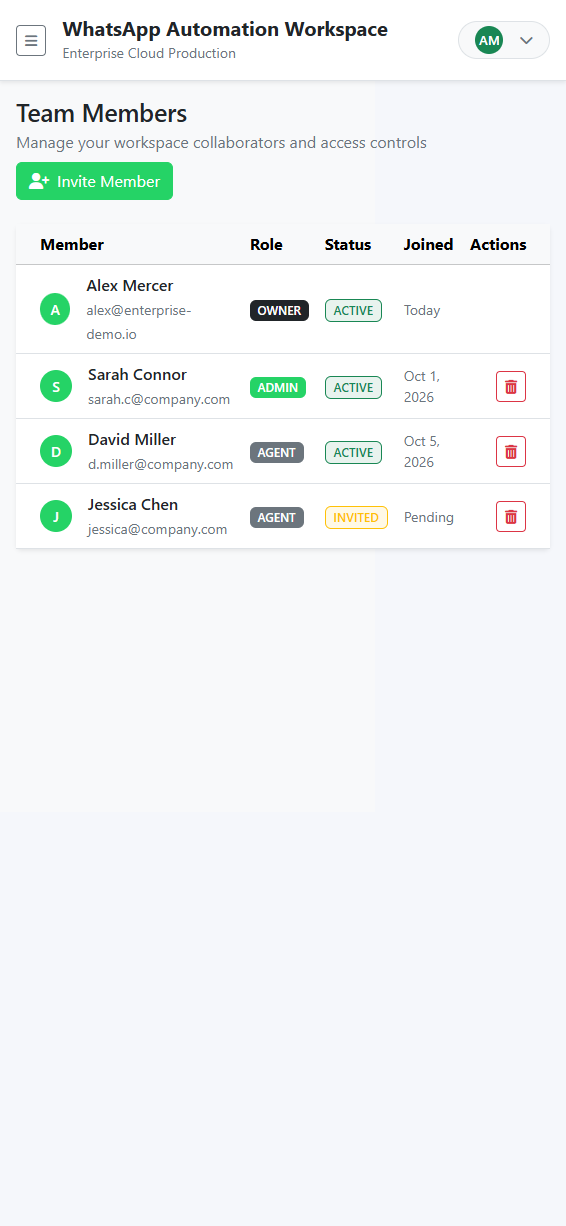 WhatsApp Automation Workspace
Enterprise Cloud Production
AM
Team Members
Manage your workspace collaborators and access controls
Invite Member
Member Role Status Joined Actions
A Alex Mercer alex@enterprise-demo.io OWNER ACTIVE Today
S Sarah Connor sarah.c@company.com ADMIN ACTIVE Oct 1, 2026
D David Miller d.miller@company.com AGENT ACTIVE Oct 5, 2026
J Jessica Chen jessica@company.com AGENT INVITED Pending